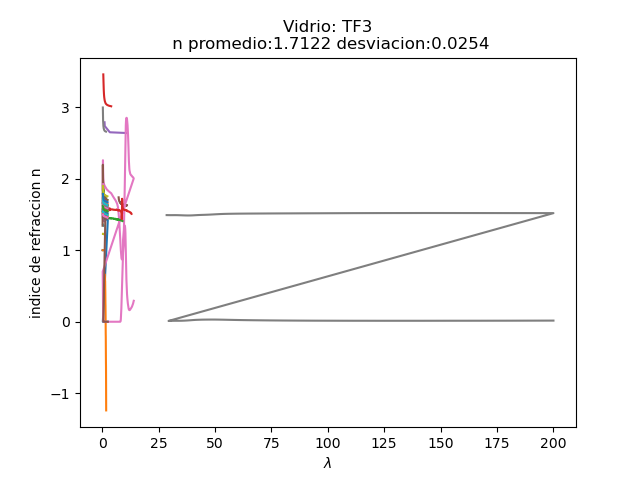 Vidrio: TF3
n promedio:1.7122 desviacion:0.0254
indice de refraccion n
3
2
1
0
−1
0 25 50 75 100 125 150 175 200
λ